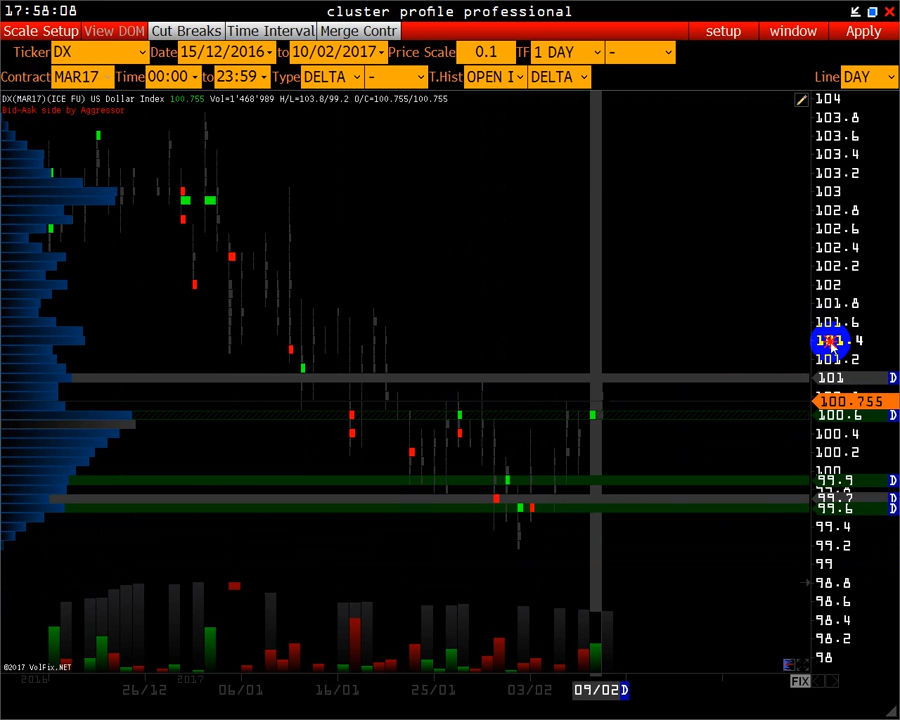 17:58:08 cluster profile professional
Scale Setup View DOM Cut Breaks Time Interval Merge Contr setup window Apply
Ticker DX Date 15/12/2016 to 10/02/2017 Price Scale 0.1 TF 1 DAY -
Contract MAR17 Time 00:00 to 23:59 Type DELTA - T.Hist OPEN I DELTA Line DAY
DX(MAR17)(ICE FU) US Dollar Index 100.755 Vol=1'468'989 H/L=103.8/99.2 O/C=100.755/100.755
Bid-Ask side by Aggressor
104
103.8
103.6
103.4
103.2
103
102.8
102.6
102.4
102.2
102
101.8
101.6
101.4
101.2
101 D
100.755
100.6 D
100.4
100.2
100
99.9 D
99.7 D
99.6 D
99.4
99.2
99
98.8
98.6
98.4
98.2
98
©2017 VolFix.NET
FIX
2016 2017
26/12 06/01 16/01 25/01 03/02 09/02 D